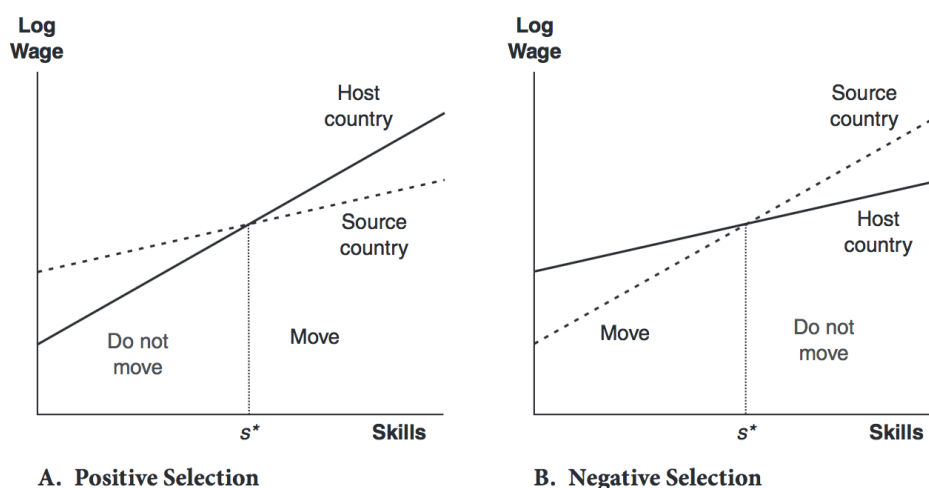 Log
Wage
Host
country
Source
country
Do not
move
Move
s*
Skills
A. Positive Selection
Log
Wage
Source
country
Host
country
Move
Do not
move
s*
Skills
B. Negative Selection